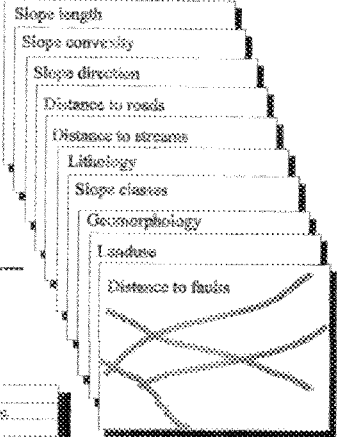 Slope length
Slope convexity
Slope direction
Distance to roads
Distance to streams
Lithology
Slope classes
Geomorphology
Landuse
Distance to faults